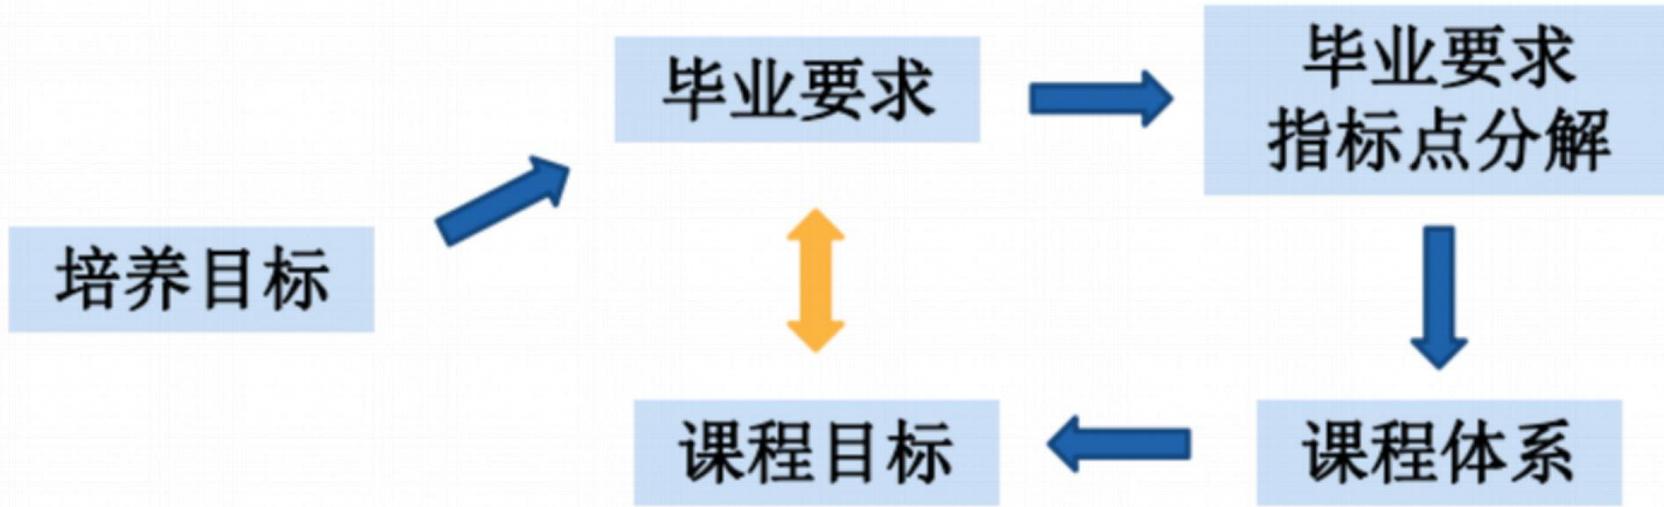 毕业要求
毕业要求
指标点分解
培养目标
课程目标
课程体系